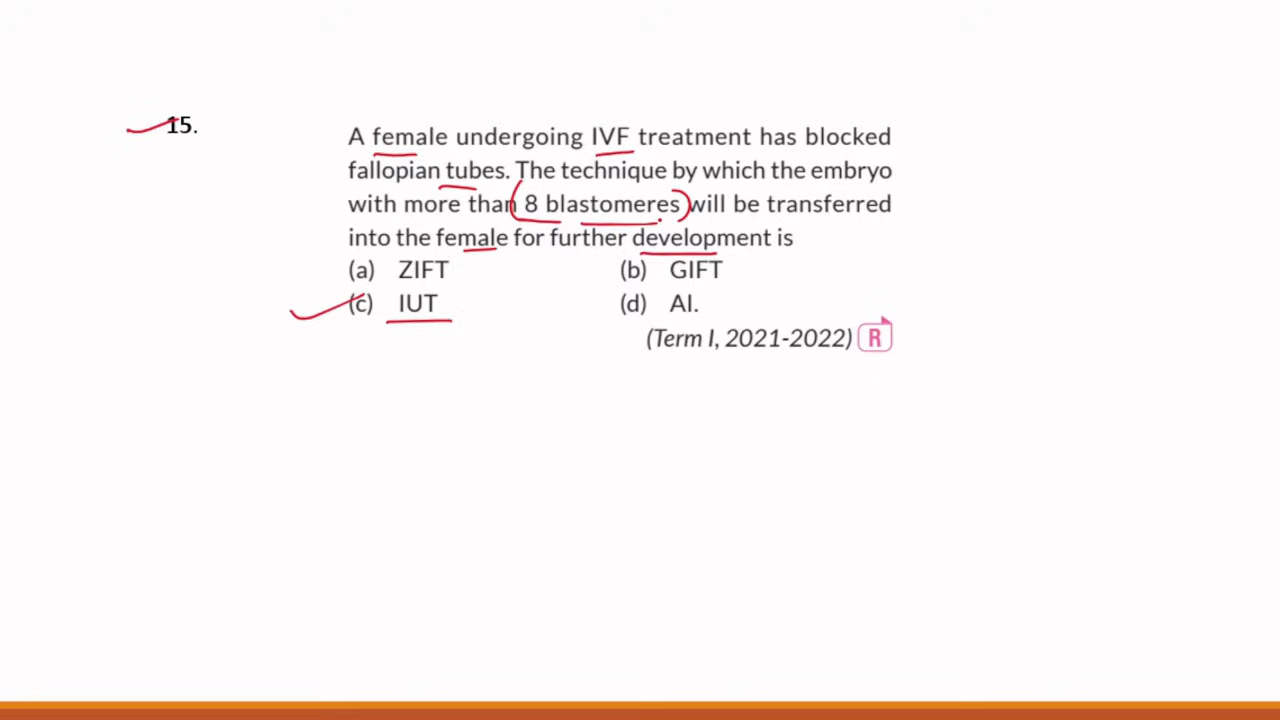 15.
A female undergoing IVF treatment has blocked
fallopian tubes. The technique by which the embryo
with more than 8 blastomeres will be transferred
into the female for further development is
(a) ZIFT (b) GIFT
(c) IUT (d) AI.
(Term I, 2021-2022) R